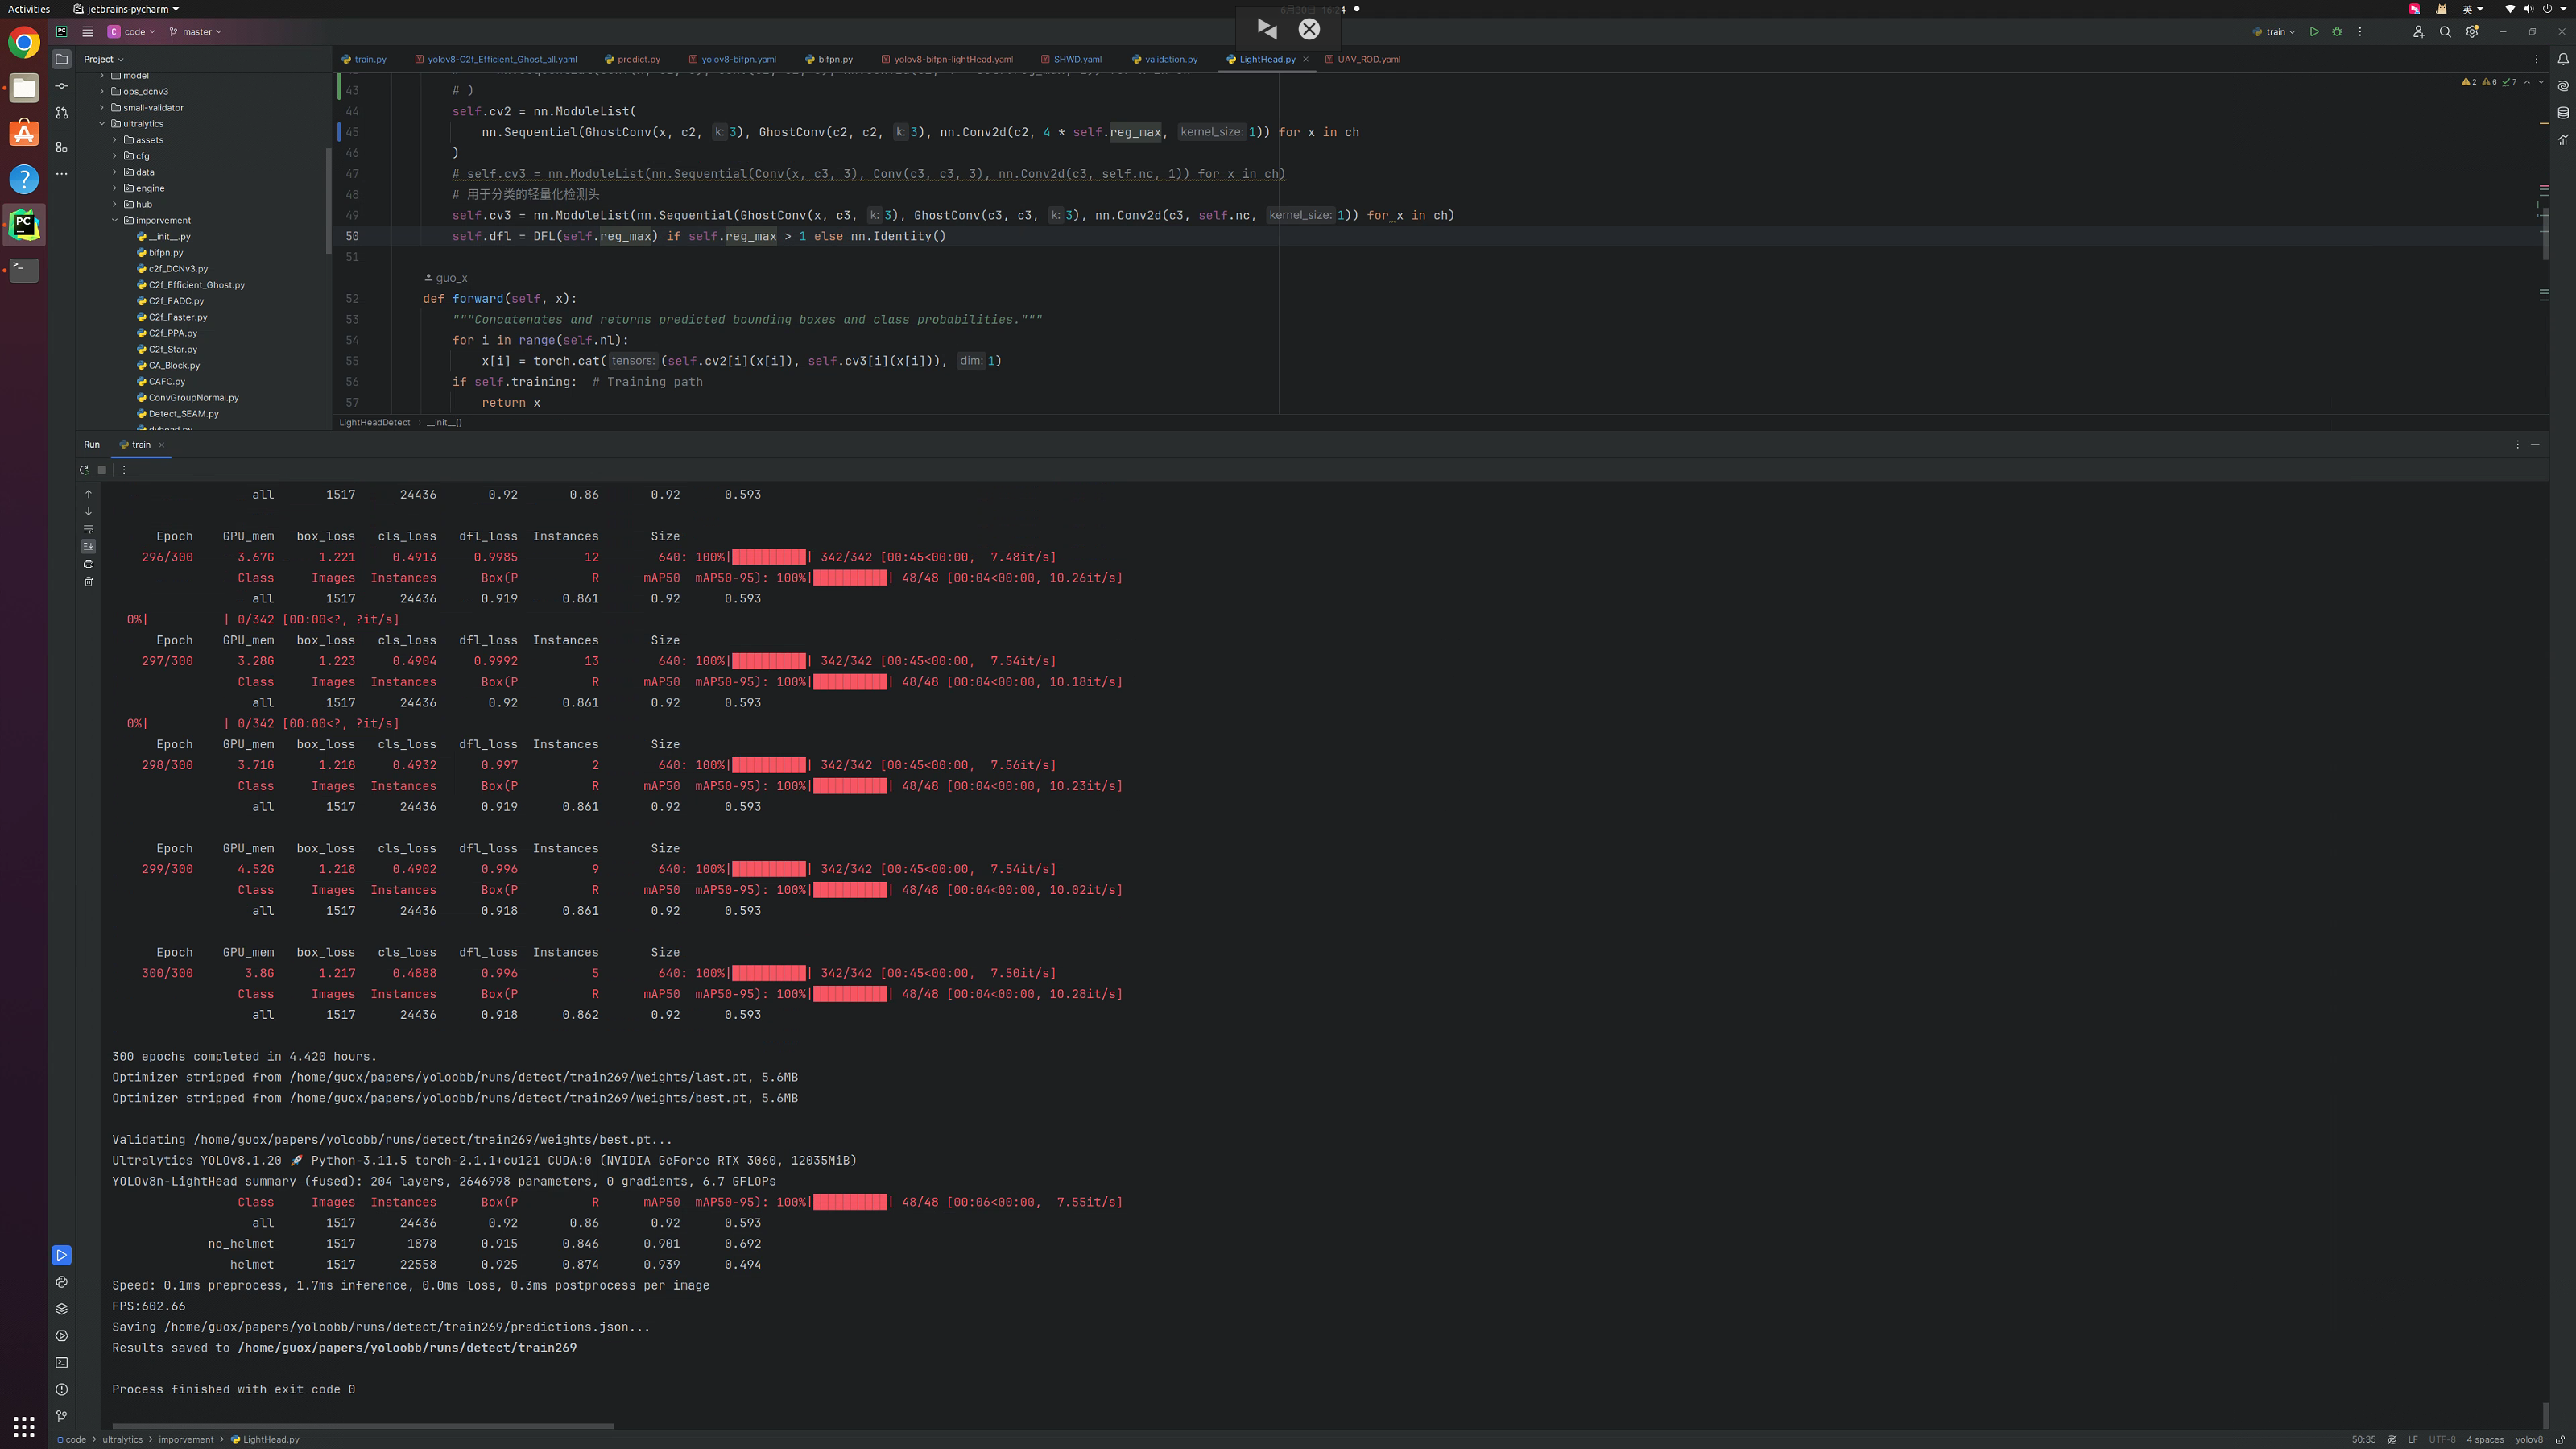 Activities jetbrains-pycharm 英
code master train
Project train.py yolov8-C2f_Efficient_Ghost_all.yaml predict.py yolov8-bifpn.yaml bifpn.py yolov8-bifpn-lightHead.yaml SHWD.yaml validation.py LightHead.py UAV_ROD.yaml
model
ops_dcnv3
small-validator
ultralytics
assets
cfg
data
engine
hub
imporvement
__init__.py
bifpn.py
c2f_DCNv3.py
C2f_Efficient_Ghost.py
C2f_FADC.py
C2f_Faster.py
C2f_PPA.py
C2f_Star.py
CA_Block.py
CAFC.py
ConvGroupNormal.py
Detect_SEAM.py
2 6 7
43 # )
44 self.cv2 = nn.ModuleList(
45 nn.Sequential(GhostConv(x, c2, k: 3), GhostConv(c2, c2, k: 3), nn.Conv2d(c2, 4 * self.reg_max, kernel_size: 1)) for x in ch
46 )
47 # self.cv3 = nn.ModuleList(nn.Sequential(Conv(x, c3, 3), Conv(c3, c3, 3), nn.Conv2d(c3, self.nc, 1)) for x in ch)
48 # 用于分类的轻量化检测头
49 self.cv3 = nn.ModuleList(nn.Sequential(GhostConv(x, c3, k: 3), GhostConv(c3, c3, k: 3), nn.Conv2d(c3, self.nc, kernel_size: 1)) for x in ch)
50 self.dfl = DFL(self.reg_max) if self.reg_max > 1 else nn.Identity()
51
guo_x
52 def forward(self, x):
53 """Concatenates and returns predicted bounding boxes and class probabilities."""
54 for i in range(self.nl):
55 x[i] = torch.cat( tensors: (self.cv2[i](x[i]), self.cv3[i](x[i])), dim: 1)
56 if self.training: # Training path
57 return x
LightHeadDetect › __init__()
Run train
all 1517 24436 0.92 0.86 0.92 0.593
Epoch GPU_mem box_loss cls_loss dfl_loss Instances Size
296/300 3.67G 1.221 0.4913 0.9985 12 640: 100%|██████████| 342/342 [00:45<00:00, 7.48it/s]
Class Images Instances Box(P R mAP50 mAP50-95): 100%|██████████| 48/48 [00:04<00:00, 10.26it/s]
all 1517 24436 0.919 0.861 0.92 0.593
0%| | 0/342 [00:00<?, ?it/s]
Epoch GPU_mem box_loss cls_loss dfl_loss Instances Size
297/300 3.28G 1.223 0.4904 0.9992 13 640: 100%|██████████| 342/342 [00:45<00:00, 7.54it/s]
Class Images Instances Box(P R mAP50 mAP50-95): 100%|██████████| 48/48 [00:04<00:00, 10.18it/s]
all 1517 24436 0.92 0.861 0.92 0.593
0%| | 0/342 [00:00<?, ?it/s]
Epoch GPU_mem box_loss cls_loss dfl_loss Instances Size
298/300 3.71G 1.218 0.4932 0.997 2 640: 100%|██████████| 342/342 [00:45<00:00, 7.56it/s]
Class Images Instances Box(P R mAP50 mAP50-95): 100%|██████████| 48/48 [00:04<00:00, 10.23it/s]
all 1517 24436 0.919 0.861 0.92 0.593
Epoch GPU_mem box_loss cls_loss dfl_loss Instances Size
299/300 4.52G 1.218 0.4902 0.996 9 640: 100%|██████████| 342/342 [00:45<00:00, 7.54it/s]
Class Images Instances Box(P R mAP50 mAP50-95): 100%|██████████| 48/48 [00:04<00:00, 10.02it/s]
all 1517 24436 0.918 0.861 0.92 0.593
Epoch GPU_mem box_loss cls_loss dfl_loss Instances Size
300/300 3.8G 1.217 0.4888 0.996 5 640: 100%|██████████| 342/342 [00:45<00:00, 7.50it/s]
Class Images Instances Box(P R mAP50 mAP50-95): 100%|██████████| 48/48 [00:04<00:00, 10.28it/s]
all 1517 24436 0.918 0.862 0.92 0.593
300 epochs completed in 4.420 hours.
Optimizer stripped from /home/guox/papers/yoloobb/runs/detect/train269/weights/last.pt, 5.6MB
Optimizer stripped from /home/guox/papers/yoloobb/runs/detect/train269/weights/best.pt, 5.6MB
Validating /home/guox/papers/yoloobb/runs/detect/train269/weights/best.pt...
Ultralytics YOLOv8.1.20 🚀 Python-3.11.5 torch-2.1.1+cu121 CUDA:0 (NVIDIA GeForce RTX 3060, 12035MiB)
YOLOv8n-LightHead summary (fused): 204 layers, 2646998 parameters, 0 gradients, 6.7 GFLOPs
Class Images Instances Box(P R mAP50 mAP50-95): 100%|██████████| 48/48 [00:06<00:00, 7.55it/s]
all 1517 24436 0.92 0.86 0.92 0.593
no_helmet 1517 1878 0.915 0.846 0.901 0.692
helmet 1517 22558 0.925 0.874 0.939 0.494
Speed: 0.1ms preprocess, 1.7ms inference, 0.0ms loss, 0.3ms postprocess per image
FPS:602.66
Saving /home/guox/papers/yoloobb/runs/detect/train269/predictions.json...
Results saved to /home/guox/papers/yoloobb/runs/detect/train269
Process finished with exit code 0
code › ultralytics › imporvement › LightHead.py 50:35 LF UTF-8 4 spaces yolov8